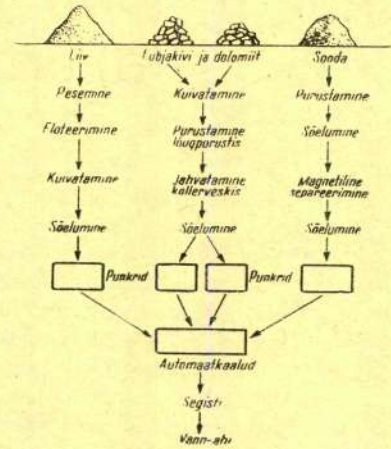 Liiv
Lubjakivi ja dolomiit
Sooda
Pesemine
Kuivatamine
Purustamine
Floteerimine
Purustamine
lõugpurustis
Sõelumine
Kuivatamine
Jahvatamine
kollerveskis
Magnetiline
separeerimine
Sõelumine
Sõelumine
Sõelumine
Punkrid
Punkrid
Automaatkaalud
Segisti
Vann-ahi